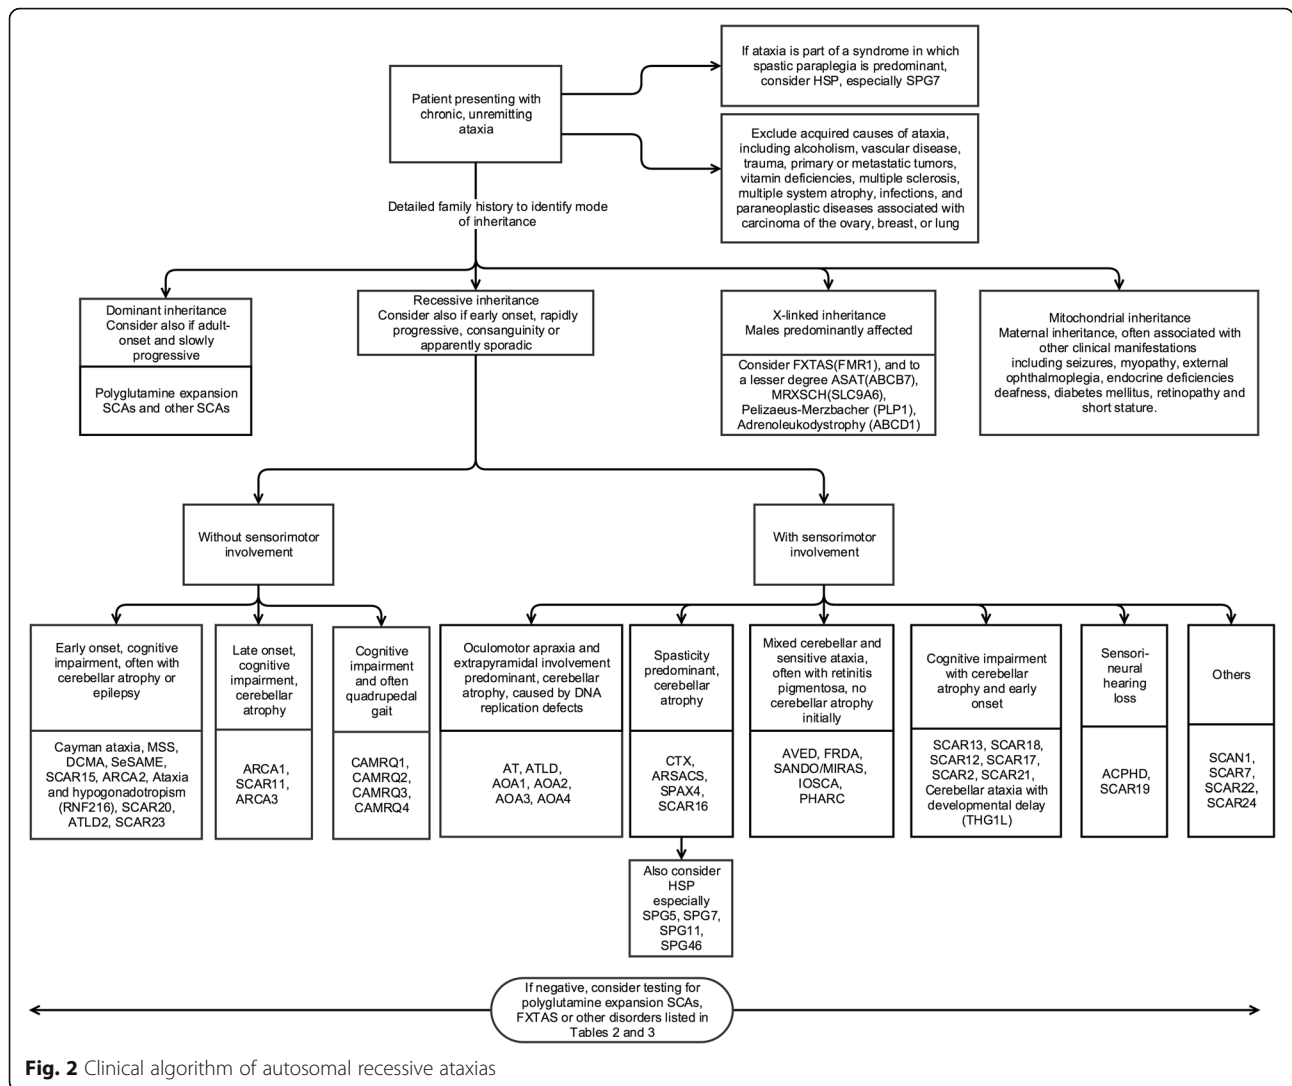 If ataxia is part of a syndrome in which
spastic paraplegia is predominant,
consider HSP, especially SPG7
Patient presenting with
chronic, unremitting
ataxia
Exclude acquired causes of ataxia,
including alcoholism, vascular disease,
trauma, primary or metastatic tumors,
vitamin deficiencies, multiple sclerosis,
multiple system atrophy, infections, and
paraneoplastic diseases associated with
carcinoma of the ovary, breast, or lung
Detailed family history to identify mode
of inheritance
Dominant inheritance
Consider also if adult-
onset and slowly
progressive
Polyglutamine expansion
SCAs and other SCAs
Recessive inheritance
Consider also if early onset, rapidly
progressive, consanguinity or
apparently sporadic
X-linked inheritance
Males predominantly affected
Consider FXTAS(FMR1), and to
a lesser degree ASAT(ABCB7),
MRXSCH(SLC9A6),
Pelizaeus-Merzbacher (PLP1),
Adrenoleukodystrophy (ABCD1)
Mitochondrial inheritance
Maternal inheritance, often associated with
other clinical manifestations
including seizures, myopathy, external
ophthalmoplegia, endocrine deficiencies
deafness, diabetes mellitus, retinopathy and
short stature.
Without sensorimotor
involvement
With sensorimotor
involvement
Early onset, cognitive
impairment, often with
cerebellar atrophy or
epilepsy
Cayman ataxia, MSS,
DCMA, SeSAME,
SCAR15, ARCA2, Ataxia
and hypogonadotropism
(RNF216), SCAR20,
ATLD2, SCAR23
Late onset,
cognitive
impairment,
cerebellar
atrophy
ARCA1,
SCAR11,
ARCA3
Cognitive
impairment
and often
quadrupedal
gait
CAMRQ1,
CAMRQ2,
CAMRQ3,
CAMRQ4
Oculomotor apraxia and
extrapyramidal involvement
predominant, cerebellar
atrophy, caused by DNA
replication defects
AT, ATLD,
AOA1, AOA2,
AOA3, AOA4
Spasticity
predominant,
cerebellar
atrophy
CTX,
ARSACS,
SPAX4,
SCAR16
Also consider
HSP
especially
SPG5, SPG7,
SPG11,
SPG46
Mixed cerebellar and
sensitive ataxia,
often with retinitis
pigmentosa, no
cerebellar atrophy
initially
AVED, FRDA,
SANDO/MIRAS,
IOSCA,
PHARC
Cognitive impairment
with cerebellar
atrophy and early
onset
SCAR13, SCAR18,
SCAR12, SCAR17,
SCAR2, SCAR21,
Cerebellar ataxia with
developmental delay
(THG1L)
Sensori-
neural
hearing
loss
ACPHD,
SCAR19
Others
SCAN1,
SCAR7,
SCAR22,
SCAR24
If negative, consider testing for
polyglutamine expansion SCAs,
FXTAS or other disorders listed in
Tables 2 and 3
Fig. 2 Clinical algorithm of autosomal recessive ataxias